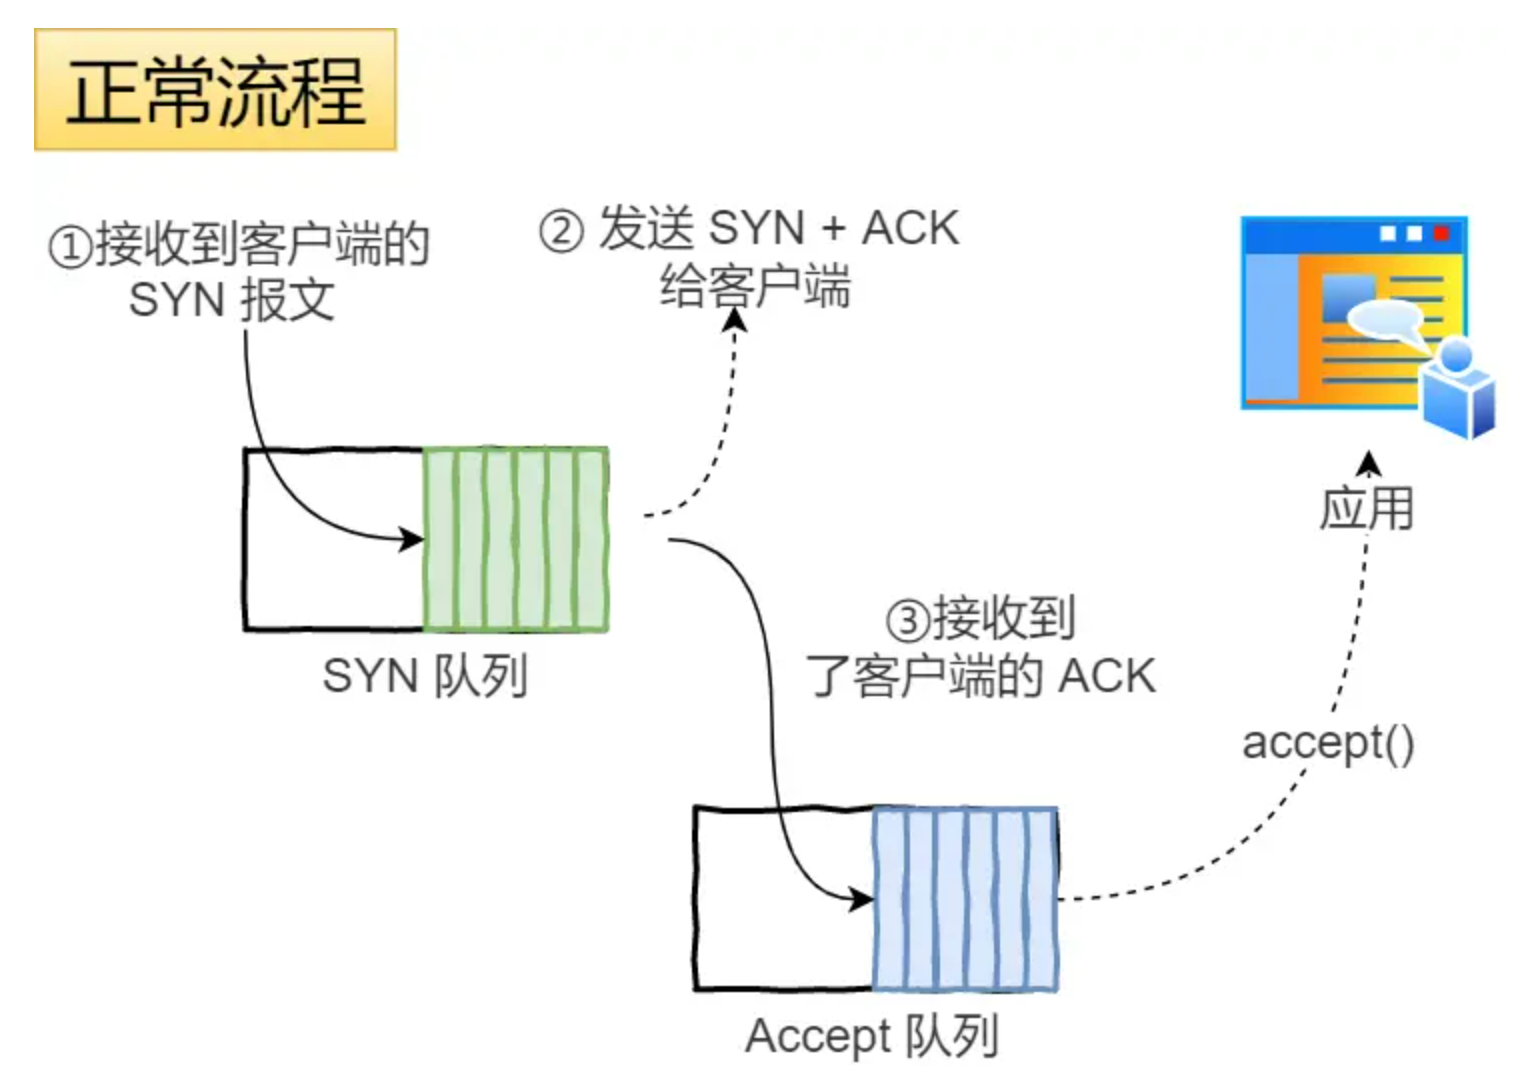 正常流程
①接收到客户端的
SYN 报文
② 发送 SYN + ACK
给客户端
应用
SYN 队列
③接收到
了客户端的 ACK
accept()
Accept 队列